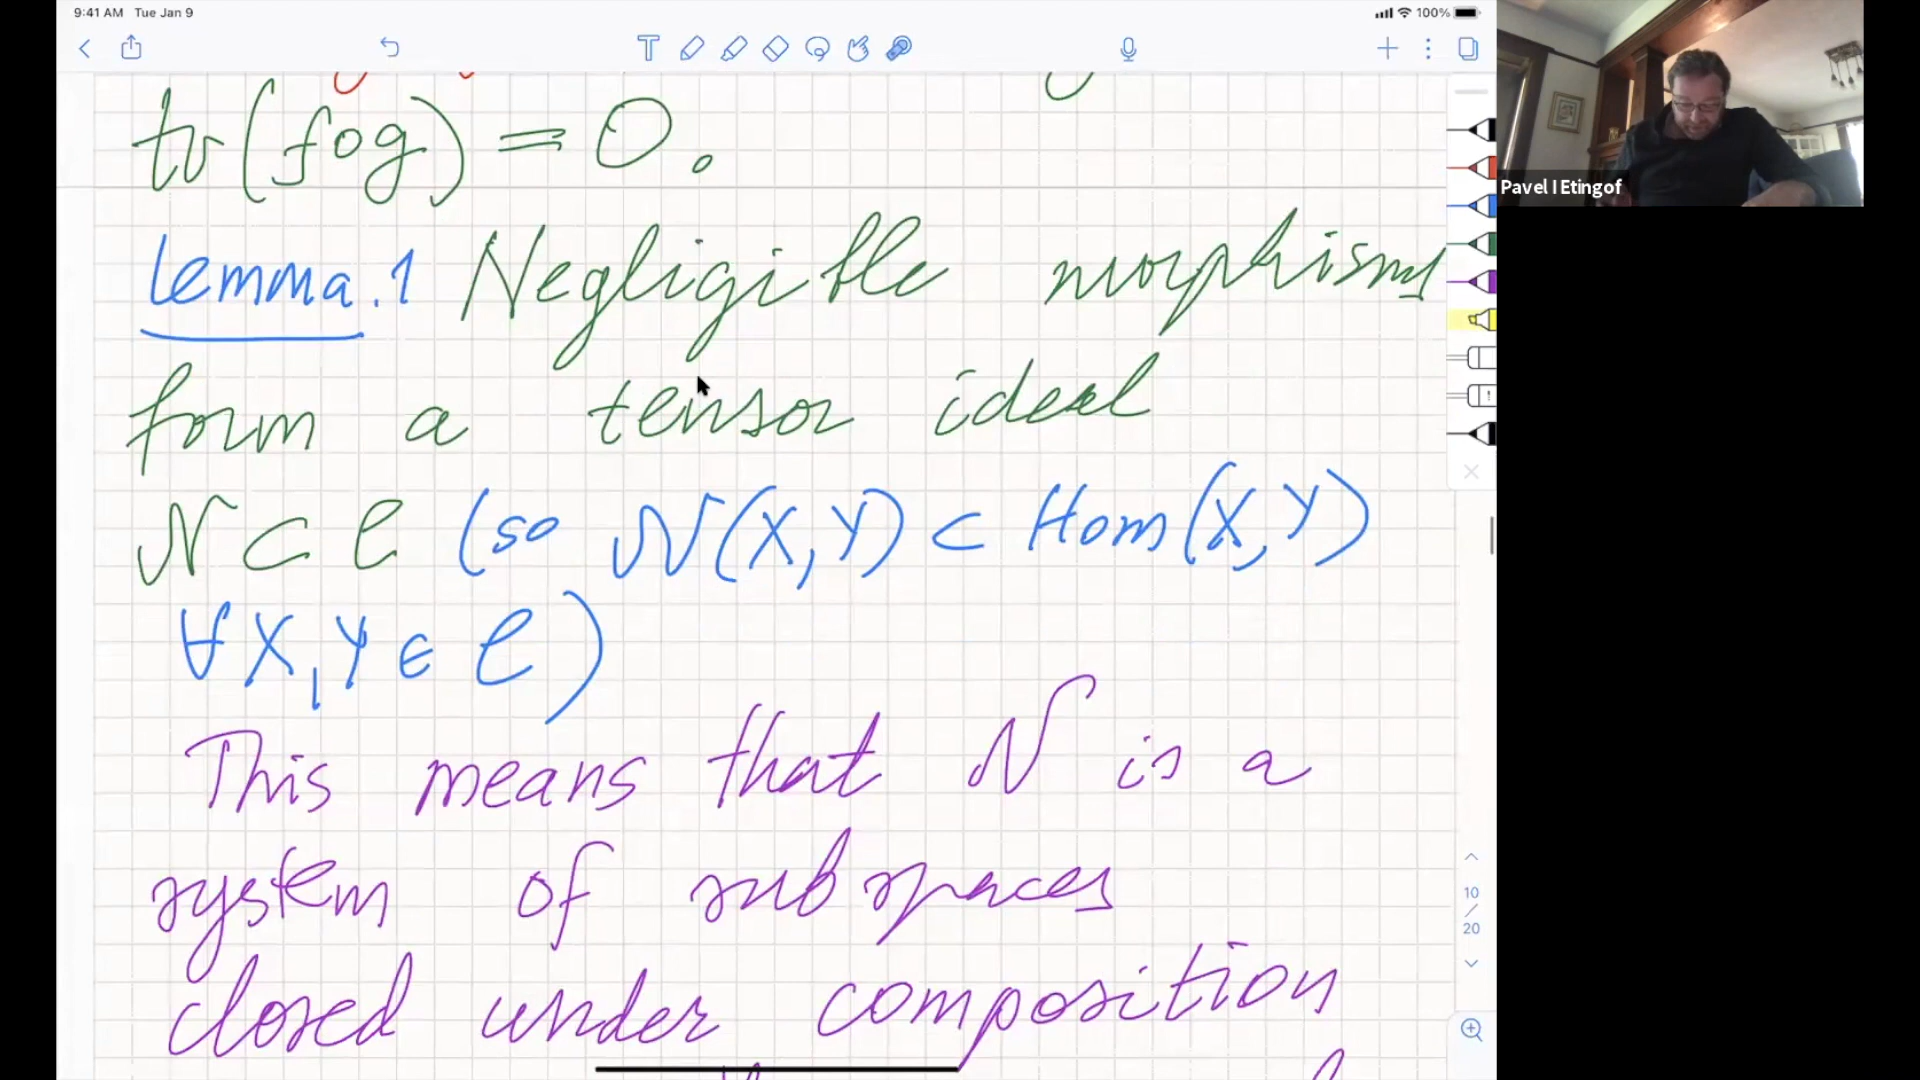 9:41 AM Tue Jan 9
100%
Pavel I Etingof
tr(f∘g) = 0.
Lemma.1 Negligible morphisms
form a tensor ideal
𝒩 ⊂ 𝒞 (so 𝒩(X,Y) ⊂ Hom(X,Y)
∀ X,Y ∈ 𝒞)
This means that 𝒩 is a
system of subspaces
closed under composition
10
/
20